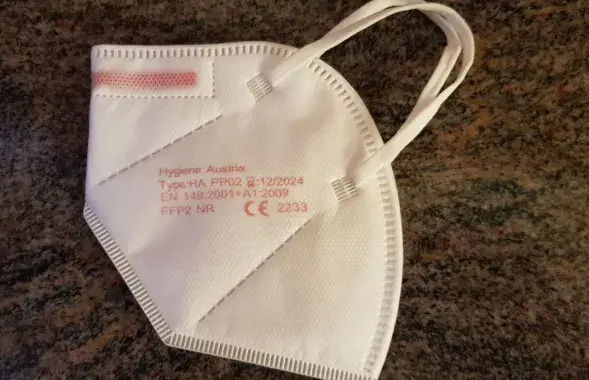 Hygiene Austria
Type:HA PP02 ⌛:12/2024
EN 149:2001+A1:2009
FFP2 NR CE 2233